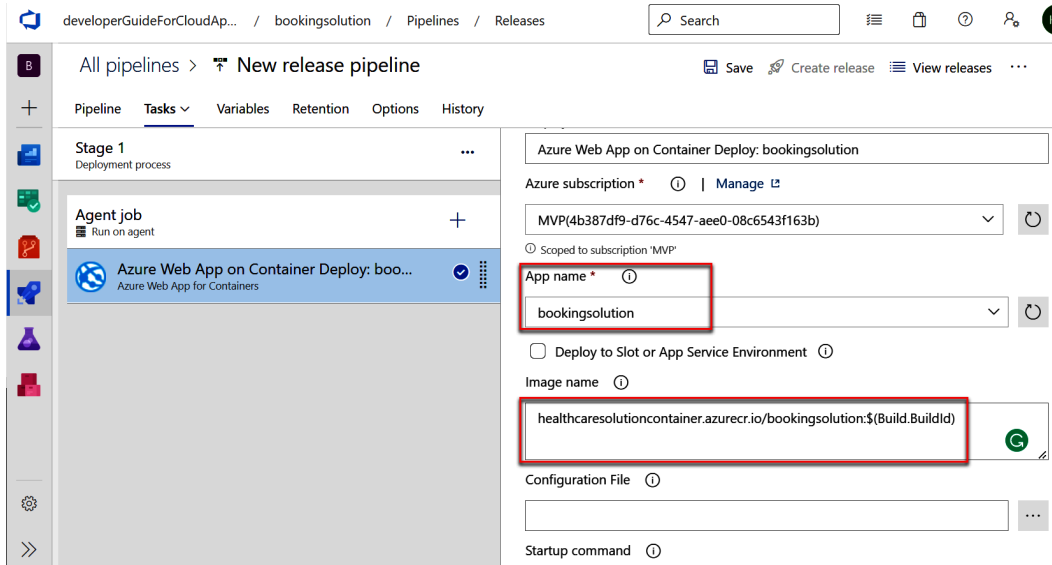 developerGuideForCloudAp... / bookingsolution / Pipelines / Releases
Search
B
All pipelines > New release pipeline
Save
Create release
View releases
...
Pipeline
Tasks
Variables
Retention
Options
History
Stage 1
Deployment process
...
Agent job
Run on agent
Azure Web App on Container Deploy: boo...
Azure Web App for Containers
Azure Web App on Container Deploy: bookingsolution
Azure subscription * | Manage
MVP(4b387df9-d76c-4547-aee0-08c6543f163b)
Scoped to subscription 'MVP'
App name *
bookingsolution
Deploy to Slot or App Service Environment
Image name
healthcaresolutioncontainer.azurecr.io/bookingsolution:$(Build.BuildId)
Configuration File
...
Startup command